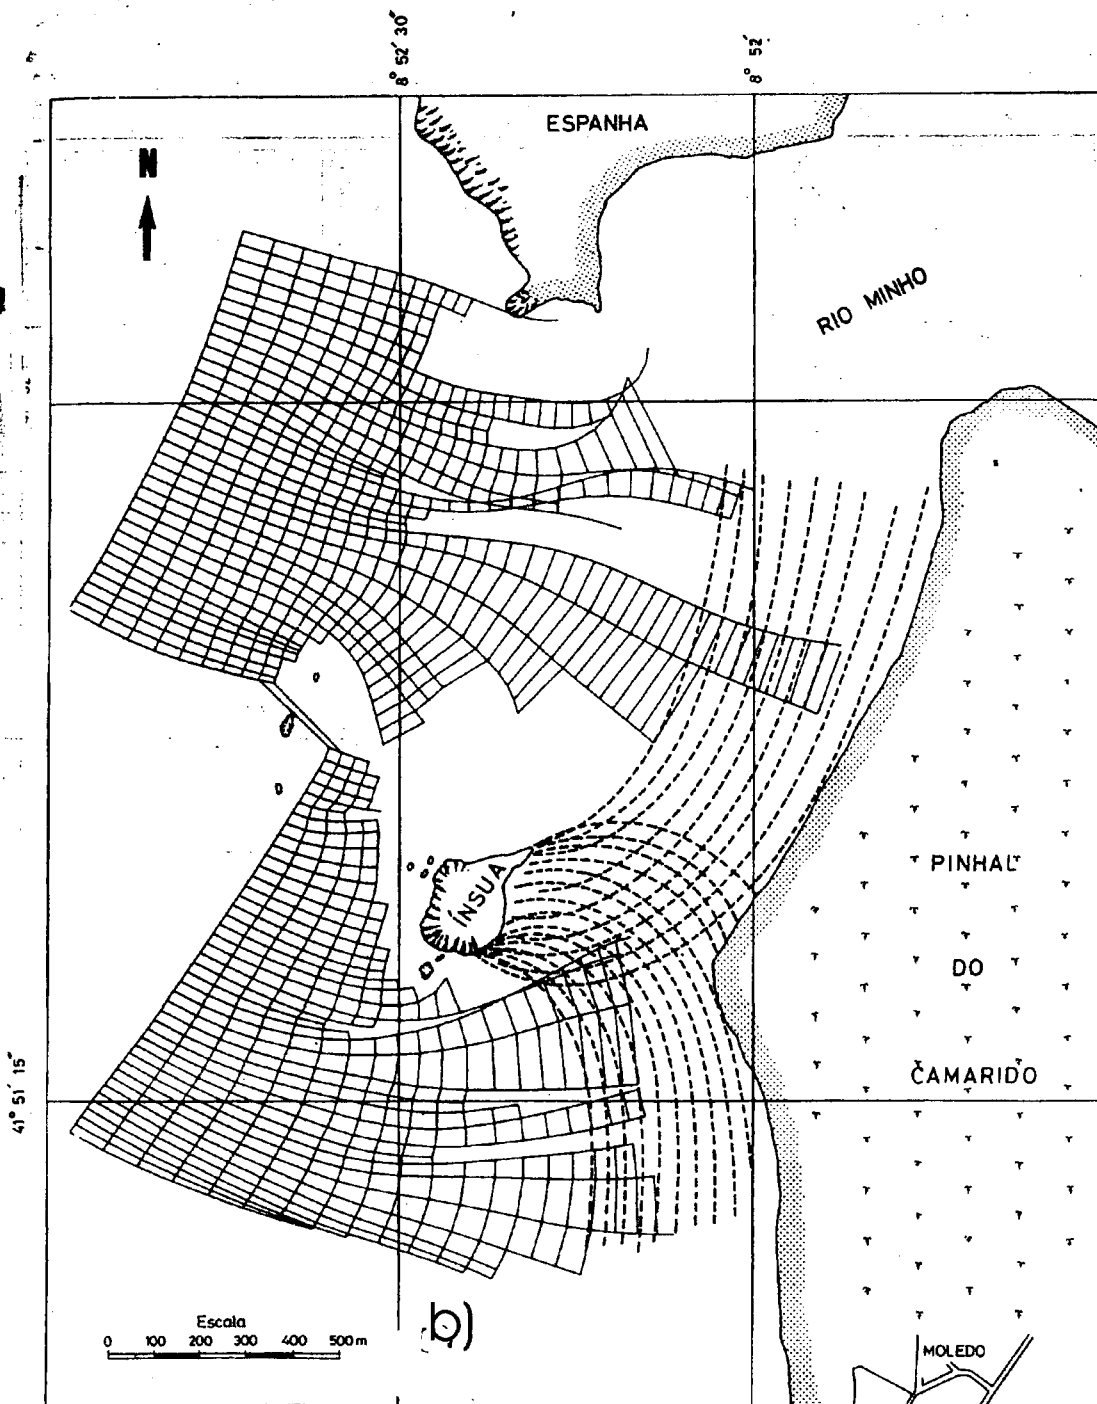 8° 52′ 30″
8° 52′
ESPANHA
N
RIO MINHO
ÍNSUA
PINHAL
DO
CAMARIDO
41° 51′ 15″
Escala
0 100 200 300 400 500 m
b)
MOLEDO